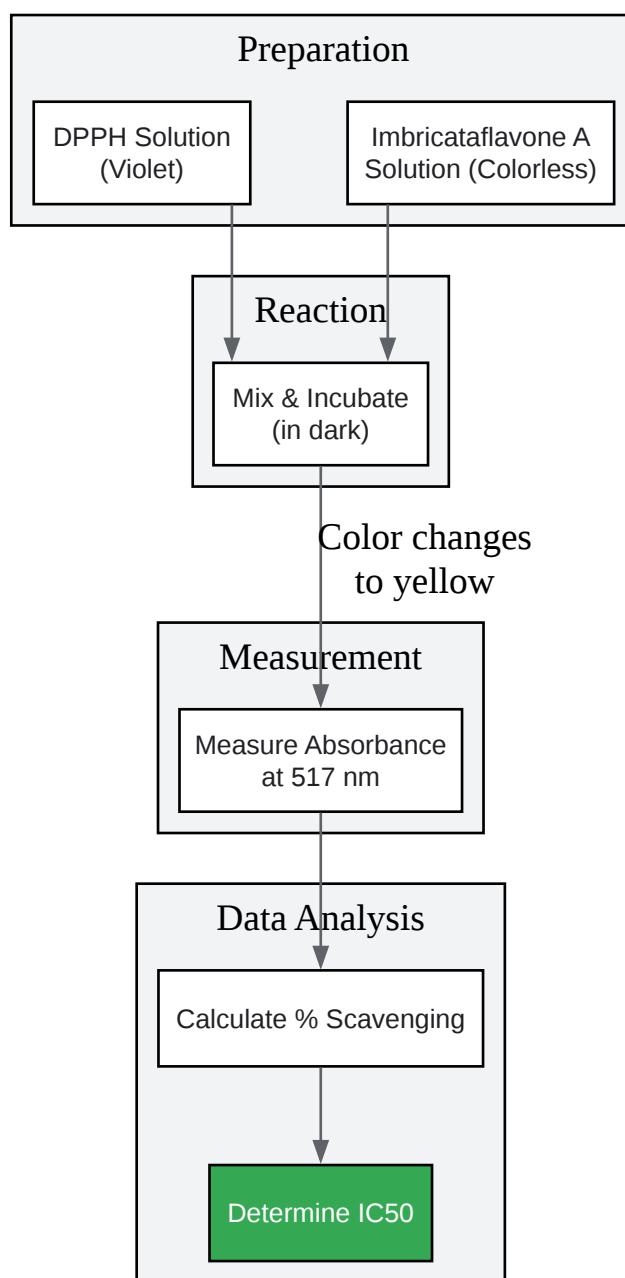 Preparation
DPPH Solution
(Violet)
Imbricataflavone A
Solution (Colorless)
Reaction
Mix & Incubate
(in dark)
Color changes
to yellow
Measurement
Measure Absorbance
at 517 nm
Data Analysis
Calculate % Scavenging
Determine IC50